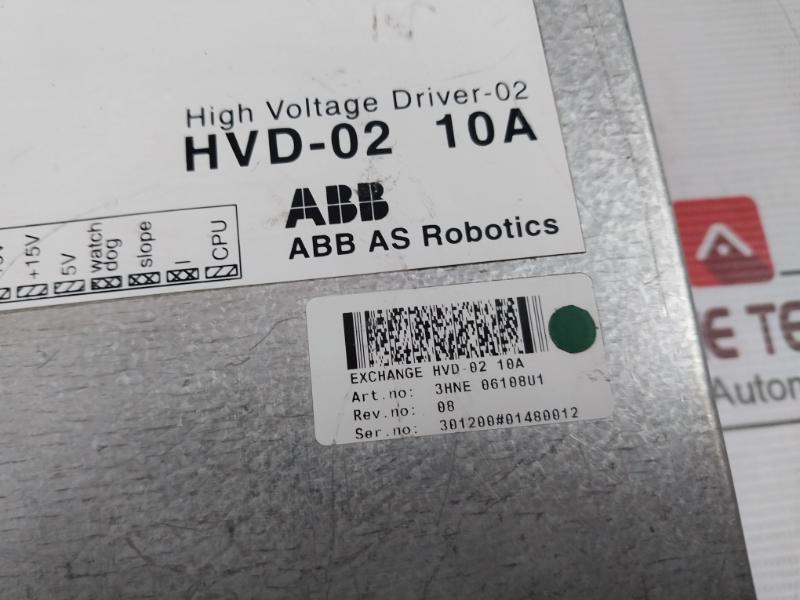 High Voltage Driver-02
HVD-02 10A
ABB
ABB AS Robotics
+15V
5V
watch dog
slope
I
CPU
EXCHANGE HVD-02 10A
Art.no: 3HNE 06108U1
Rev.no: 08
Ser.no: 301200#01480012